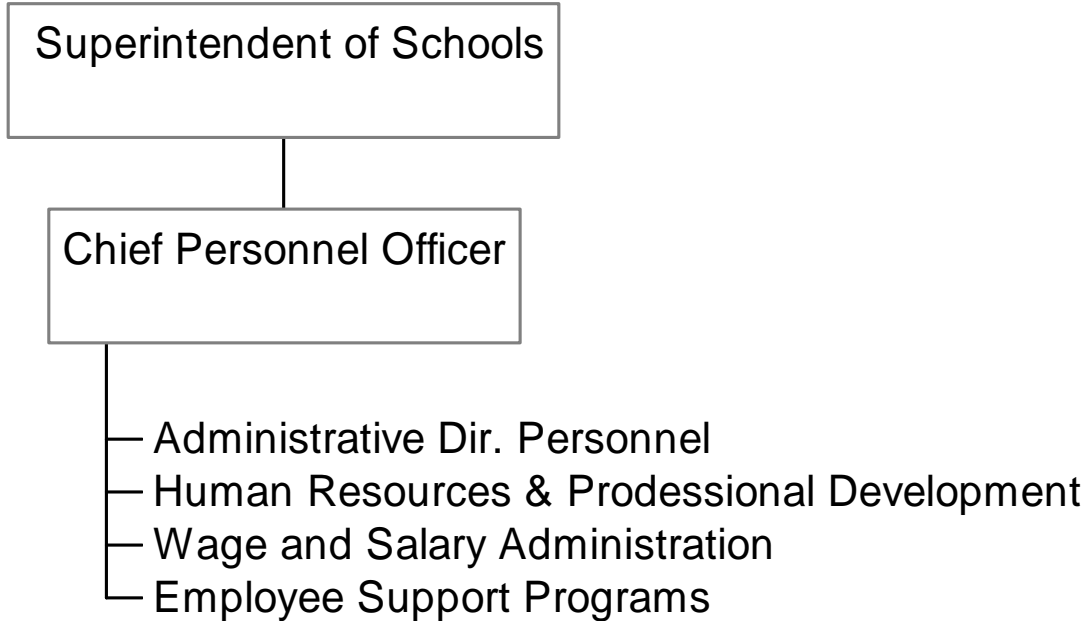 Superintendent of Schools
Chief Personnel Officer
Administrative Dir. Personnel
Human Resources & Prodessional Development
Wage and Salary Administration
Employee Support Programs